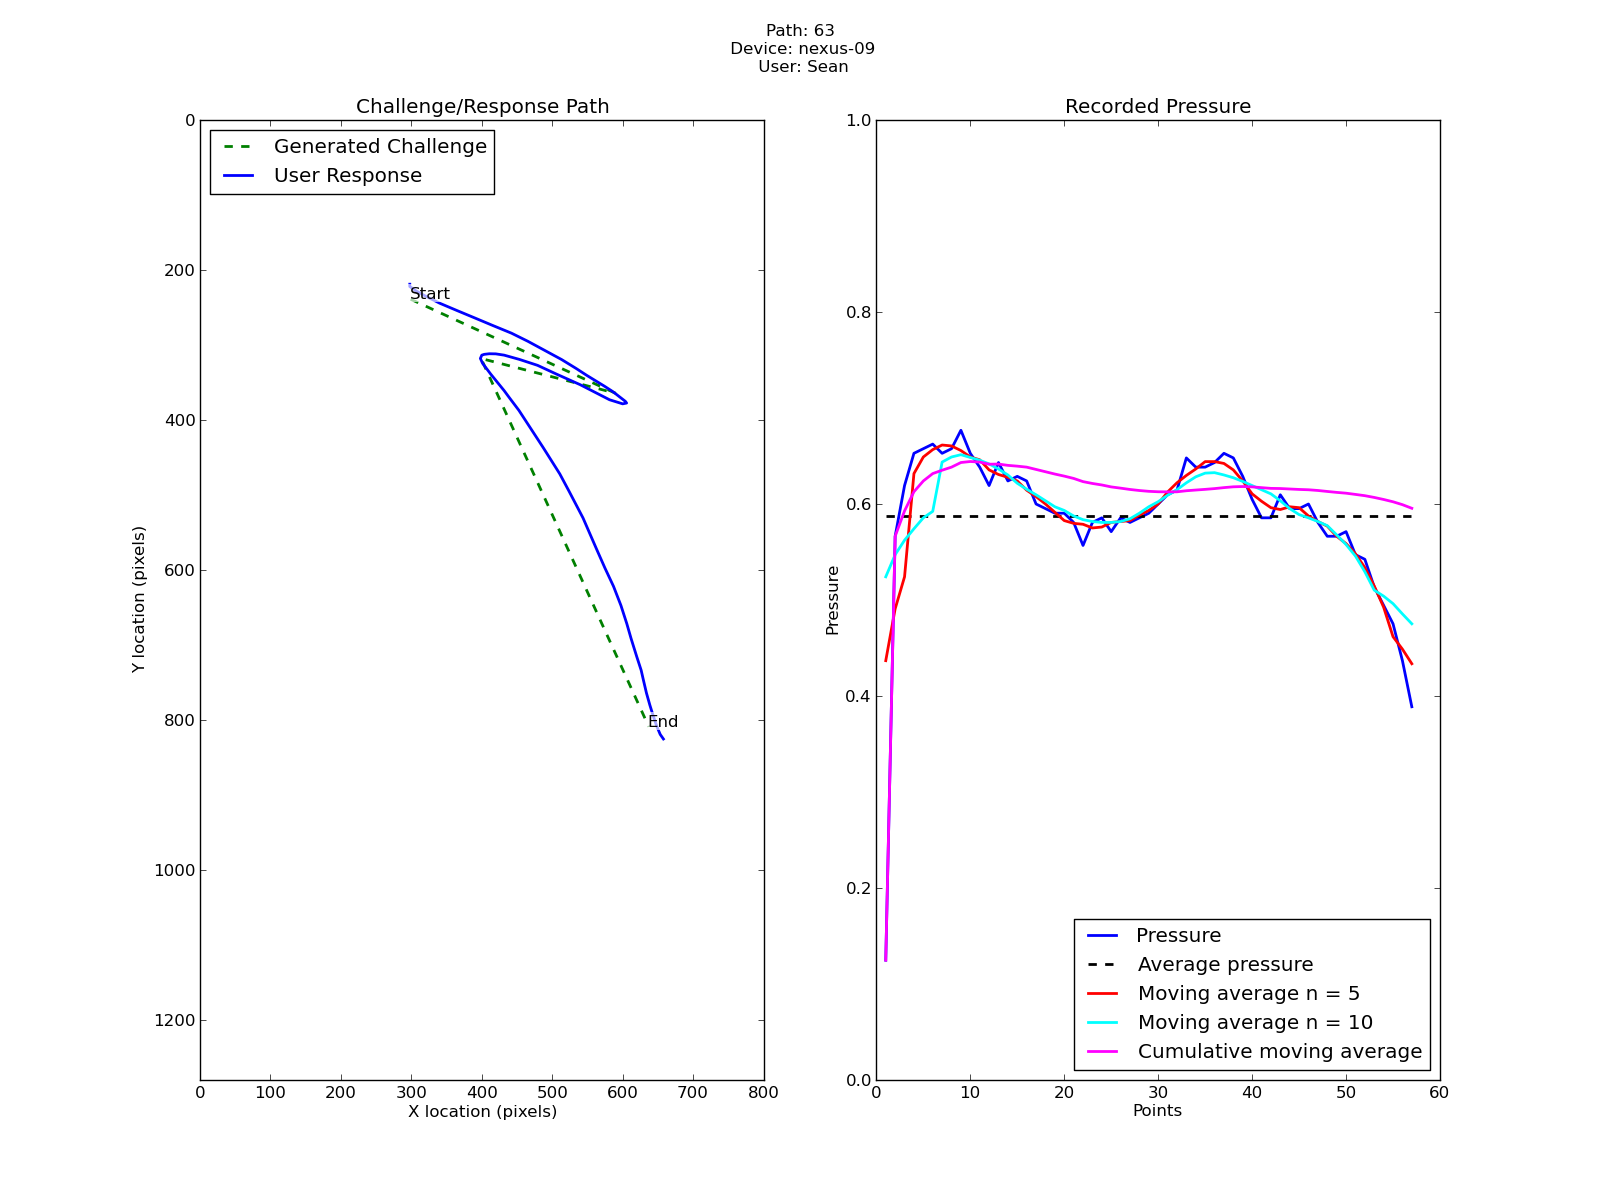 Path: 63
Device: nexus-09
User: Sean
Challenge/Response Path
Generated Challenge
User Response
Start
End
0
200
400
600
800
1000
1200
Y location (pixels)
0 100 200 300 400 500 600 700 800
X location (pixels)
Recorded Pressure
1.0
0.8
0.6
0.4
0.2
0.0
Pressure
Pressure
Average pressure
Moving average n = 5
Moving average n = 10
Cumulative moving average
0 10 20 30 40 50 60
Points